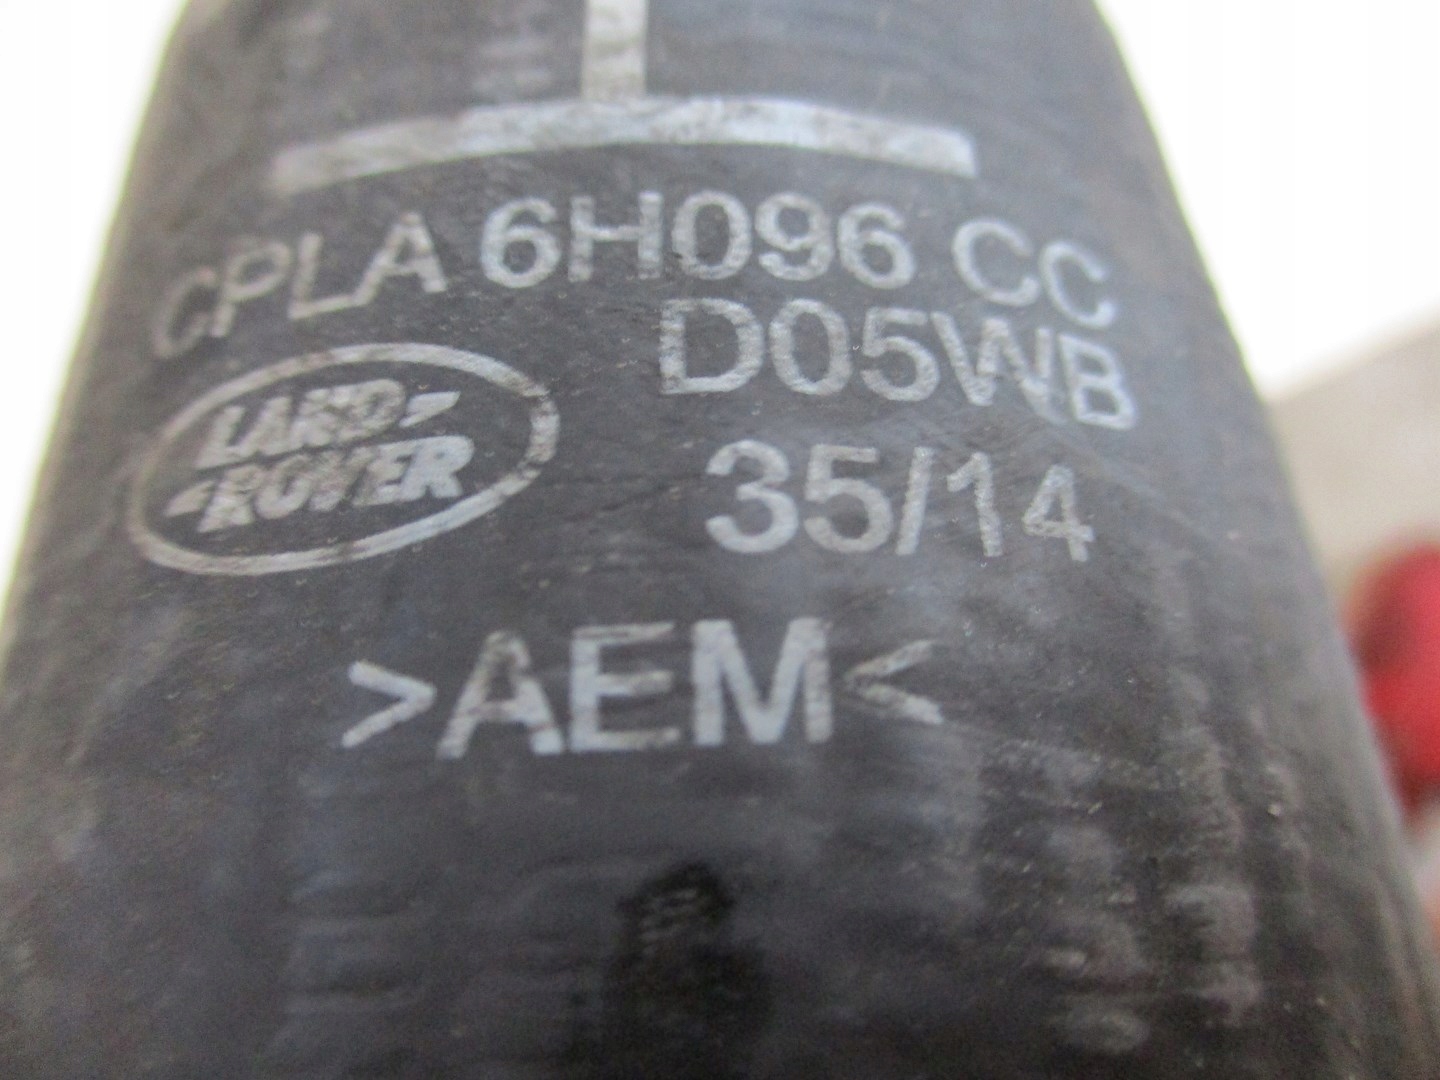 CPLA 6H096 CC
D05WB
LAND
ROVER
35/14
>AEM<